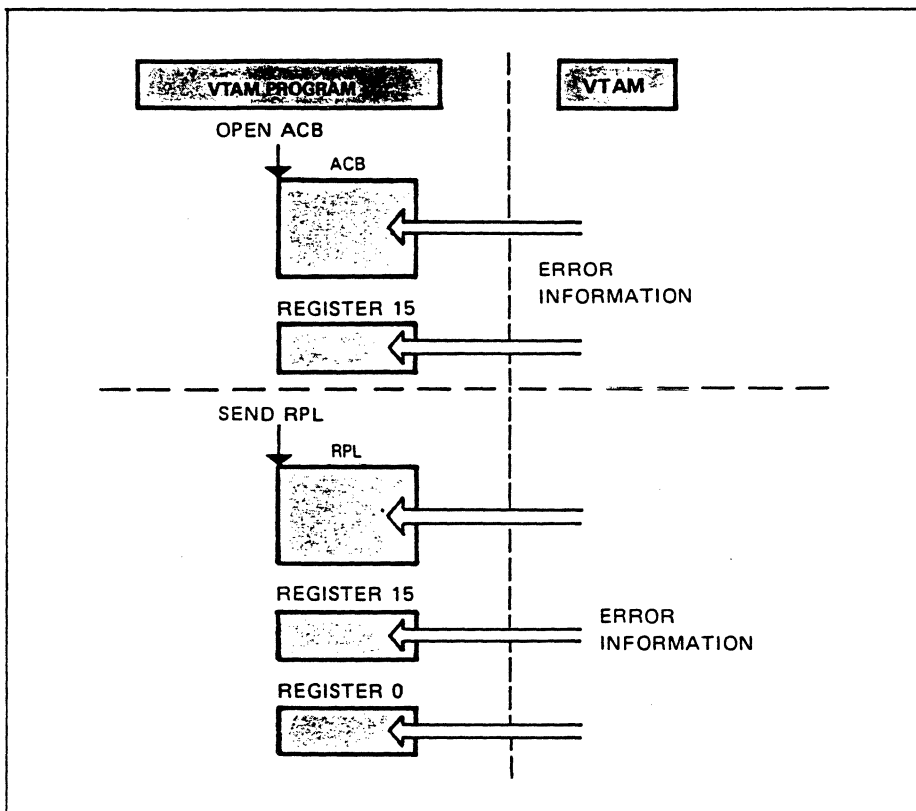 VTAM PROGRAM
VTAM
OPEN ACB
ACB
ERROR
INFORMATION
REGISTER 15
SEND RPL
RPL
REGISTER 15
ERROR
INFORMATION
REGISTER 0